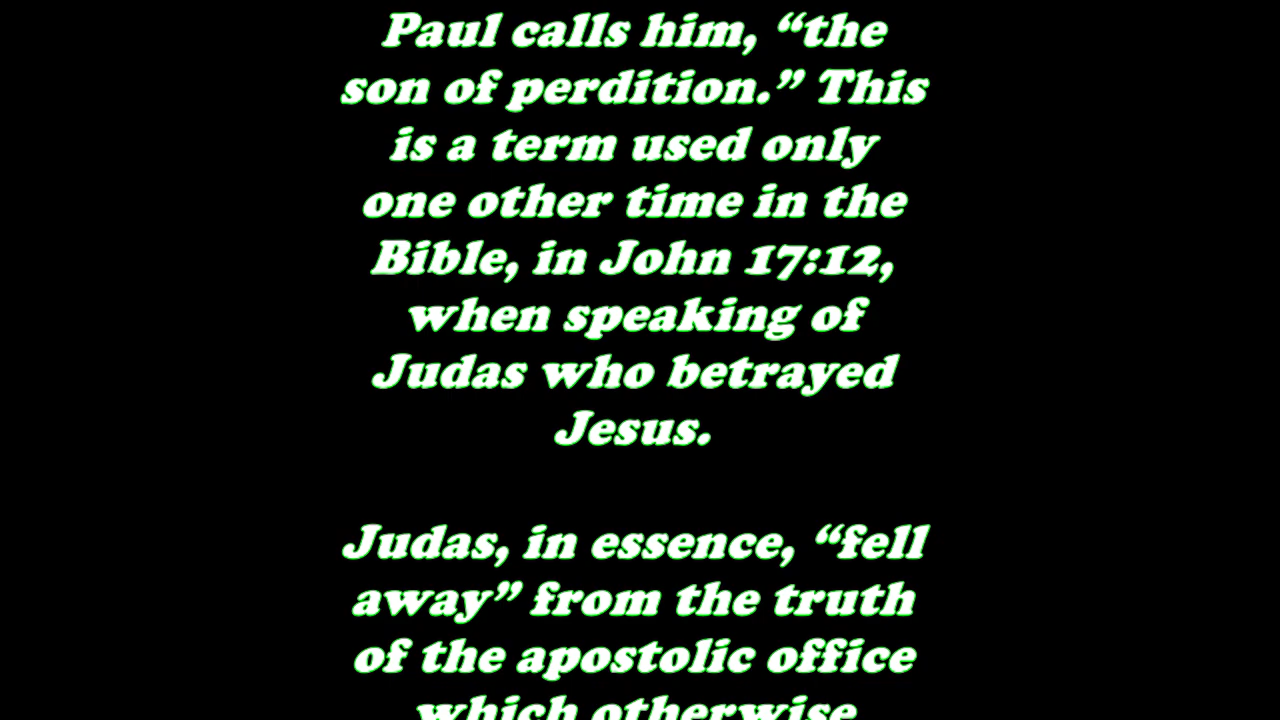 Paul calls him, “the
son of perdition.” This
is a term used only
one other time in the
Bible, in John 17:12,
when speaking of
Judas who betrayed
Jesus.
Judas, in essence, “fell
away” from the truth
of the apostolic office
which otherwise